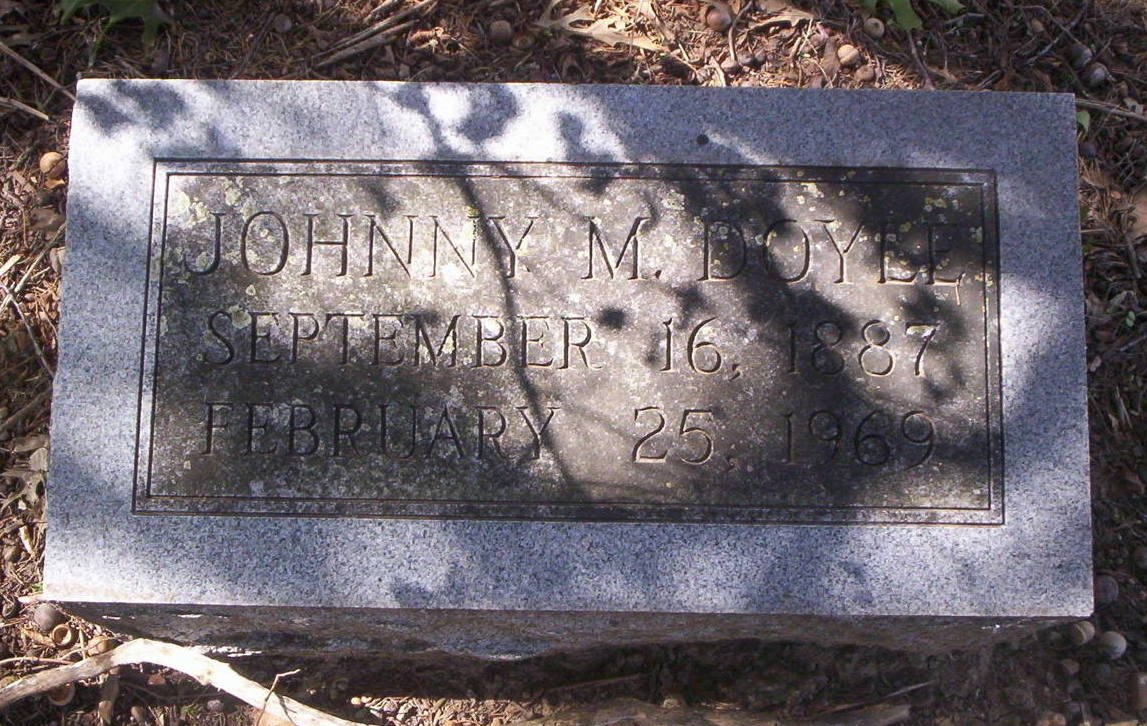 JOHNNY M. DOYLE
SEPTEMBER 16, 1887
FEBRUARY 25, 1969